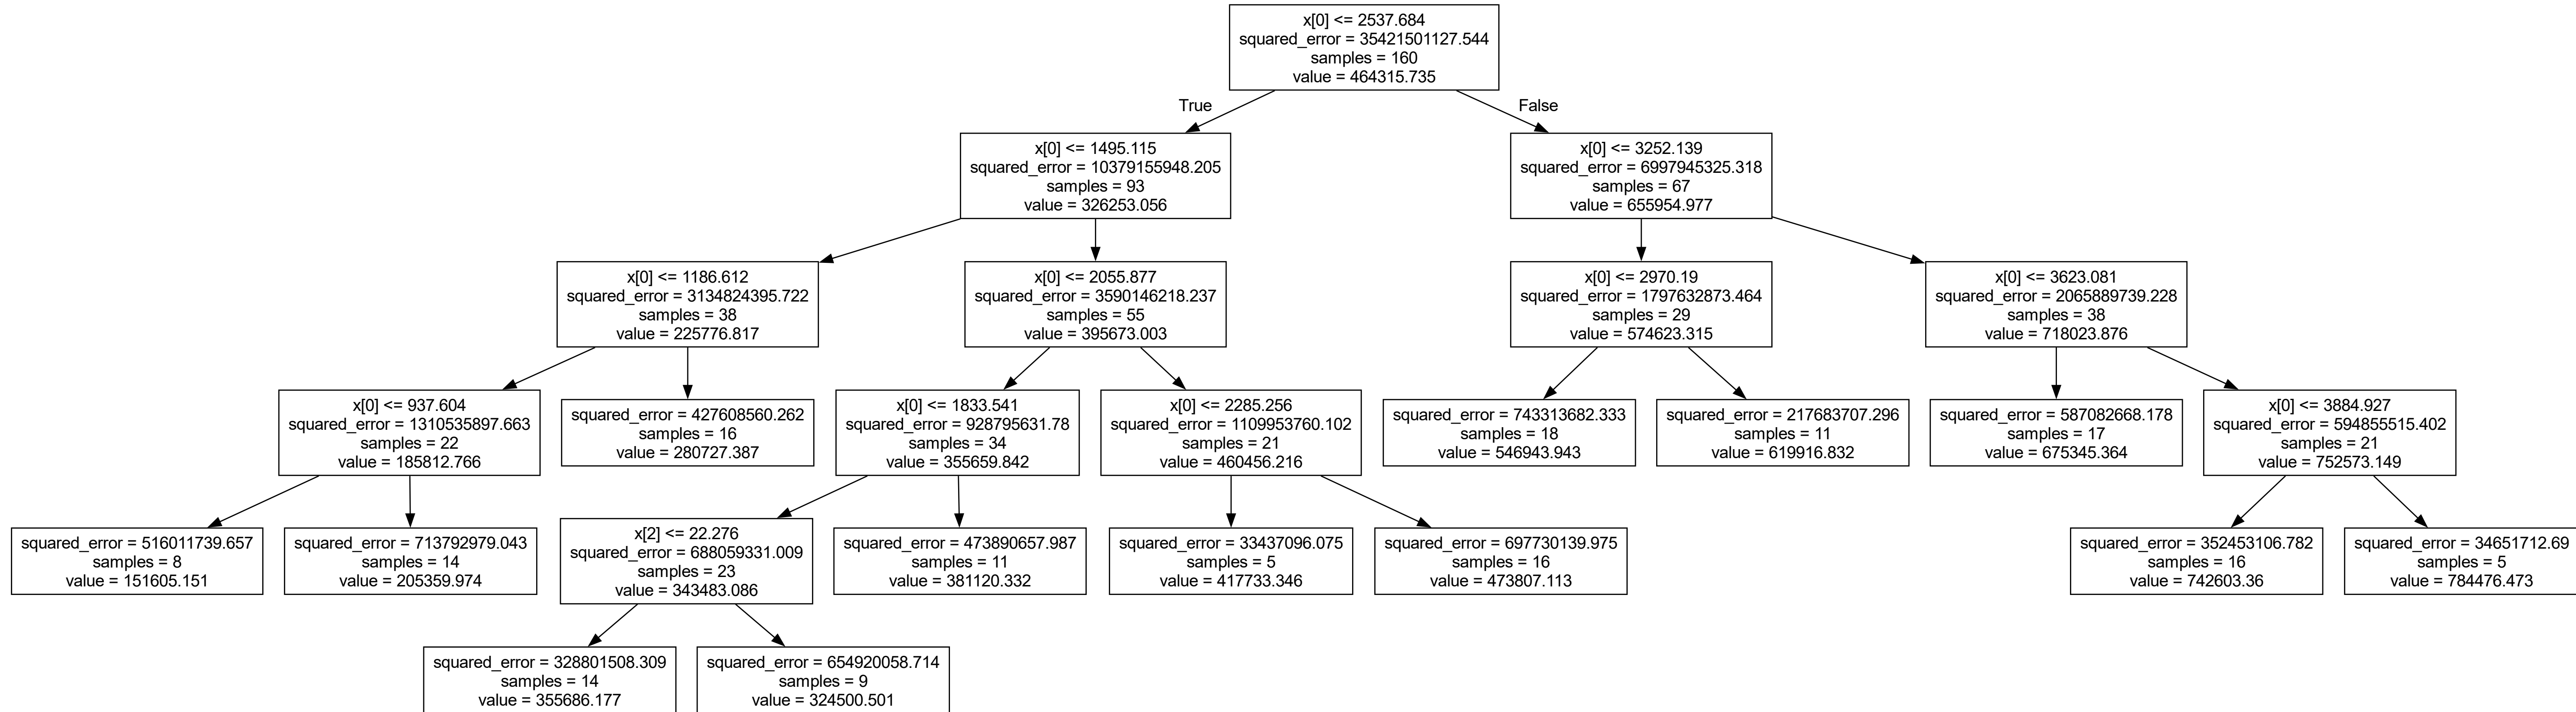 x[0] <= 2537.684
squared_error = 35421501127.544
samples = 160
value = 464315.735
True
False
x[0] <= 1495.115
squared_error = 10379155948.205
samples = 93
value = 326253.056
x[0] <= 3252.139
squared_error = 6997945325.318
samples = 67
value = 655954.977
x[0] <= 1186.612
squared_error = 3134824395.722
samples = 38
value = 225776.817
x[0] <= 2055.877
squared_error = 3590146218.237
samples = 55
value = 395673.003
x[0] <= 2970.19
squared_error = 1797632873.464
samples = 29
value = 574623.315
x[0] <= 3623.081
squared_error = 2065889739.228
samples = 38
value = 718023.876
x[0] <= 937.604
squared_error = 1310535897.663
samples = 22
value = 185812.766
squared_error = 427608560.262
samples = 16
value = 280727.387
x[0] <= 1833.541
squared_error = 928795631.78
samples = 34
value = 355659.842
x[0] <= 2285.256
squared_error = 1109953760.102
samples = 21
value = 460456.216
squared_error = 743313682.333
samples = 18
value = 546943.943
squared_error = 217683707.296
samples = 11
value = 619916.832
squared_error = 587082668.178
samples = 17
value = 675345.364
x[0] <= 3884.927
squared_error = 594855515.402
samples = 21
value = 752573.149
squared_error = 516011739.657
samples = 8
value = 151605.151
squared_error = 713792979.043
samples = 14
value = 205359.974
x[2] <= 22.276
squared_error = 688059331.009
samples = 23
value = 343483.086
squared_error = 473890657.987
samples = 11
value = 381120.332
squared_error = 33437096.075
samples = 5
value = 417733.346
squared_error = 697730139.975
samples = 16
value = 473807.113
squared_error = 352453106.782
samples = 16
value = 742603.36
squared_error = 34651712.69
samples = 5
value = 784476.473
squared_error = 328801508.309
samples = 14
value = 355686.177
squared_error = 654920058.714
samples = 9
value = 324500.501